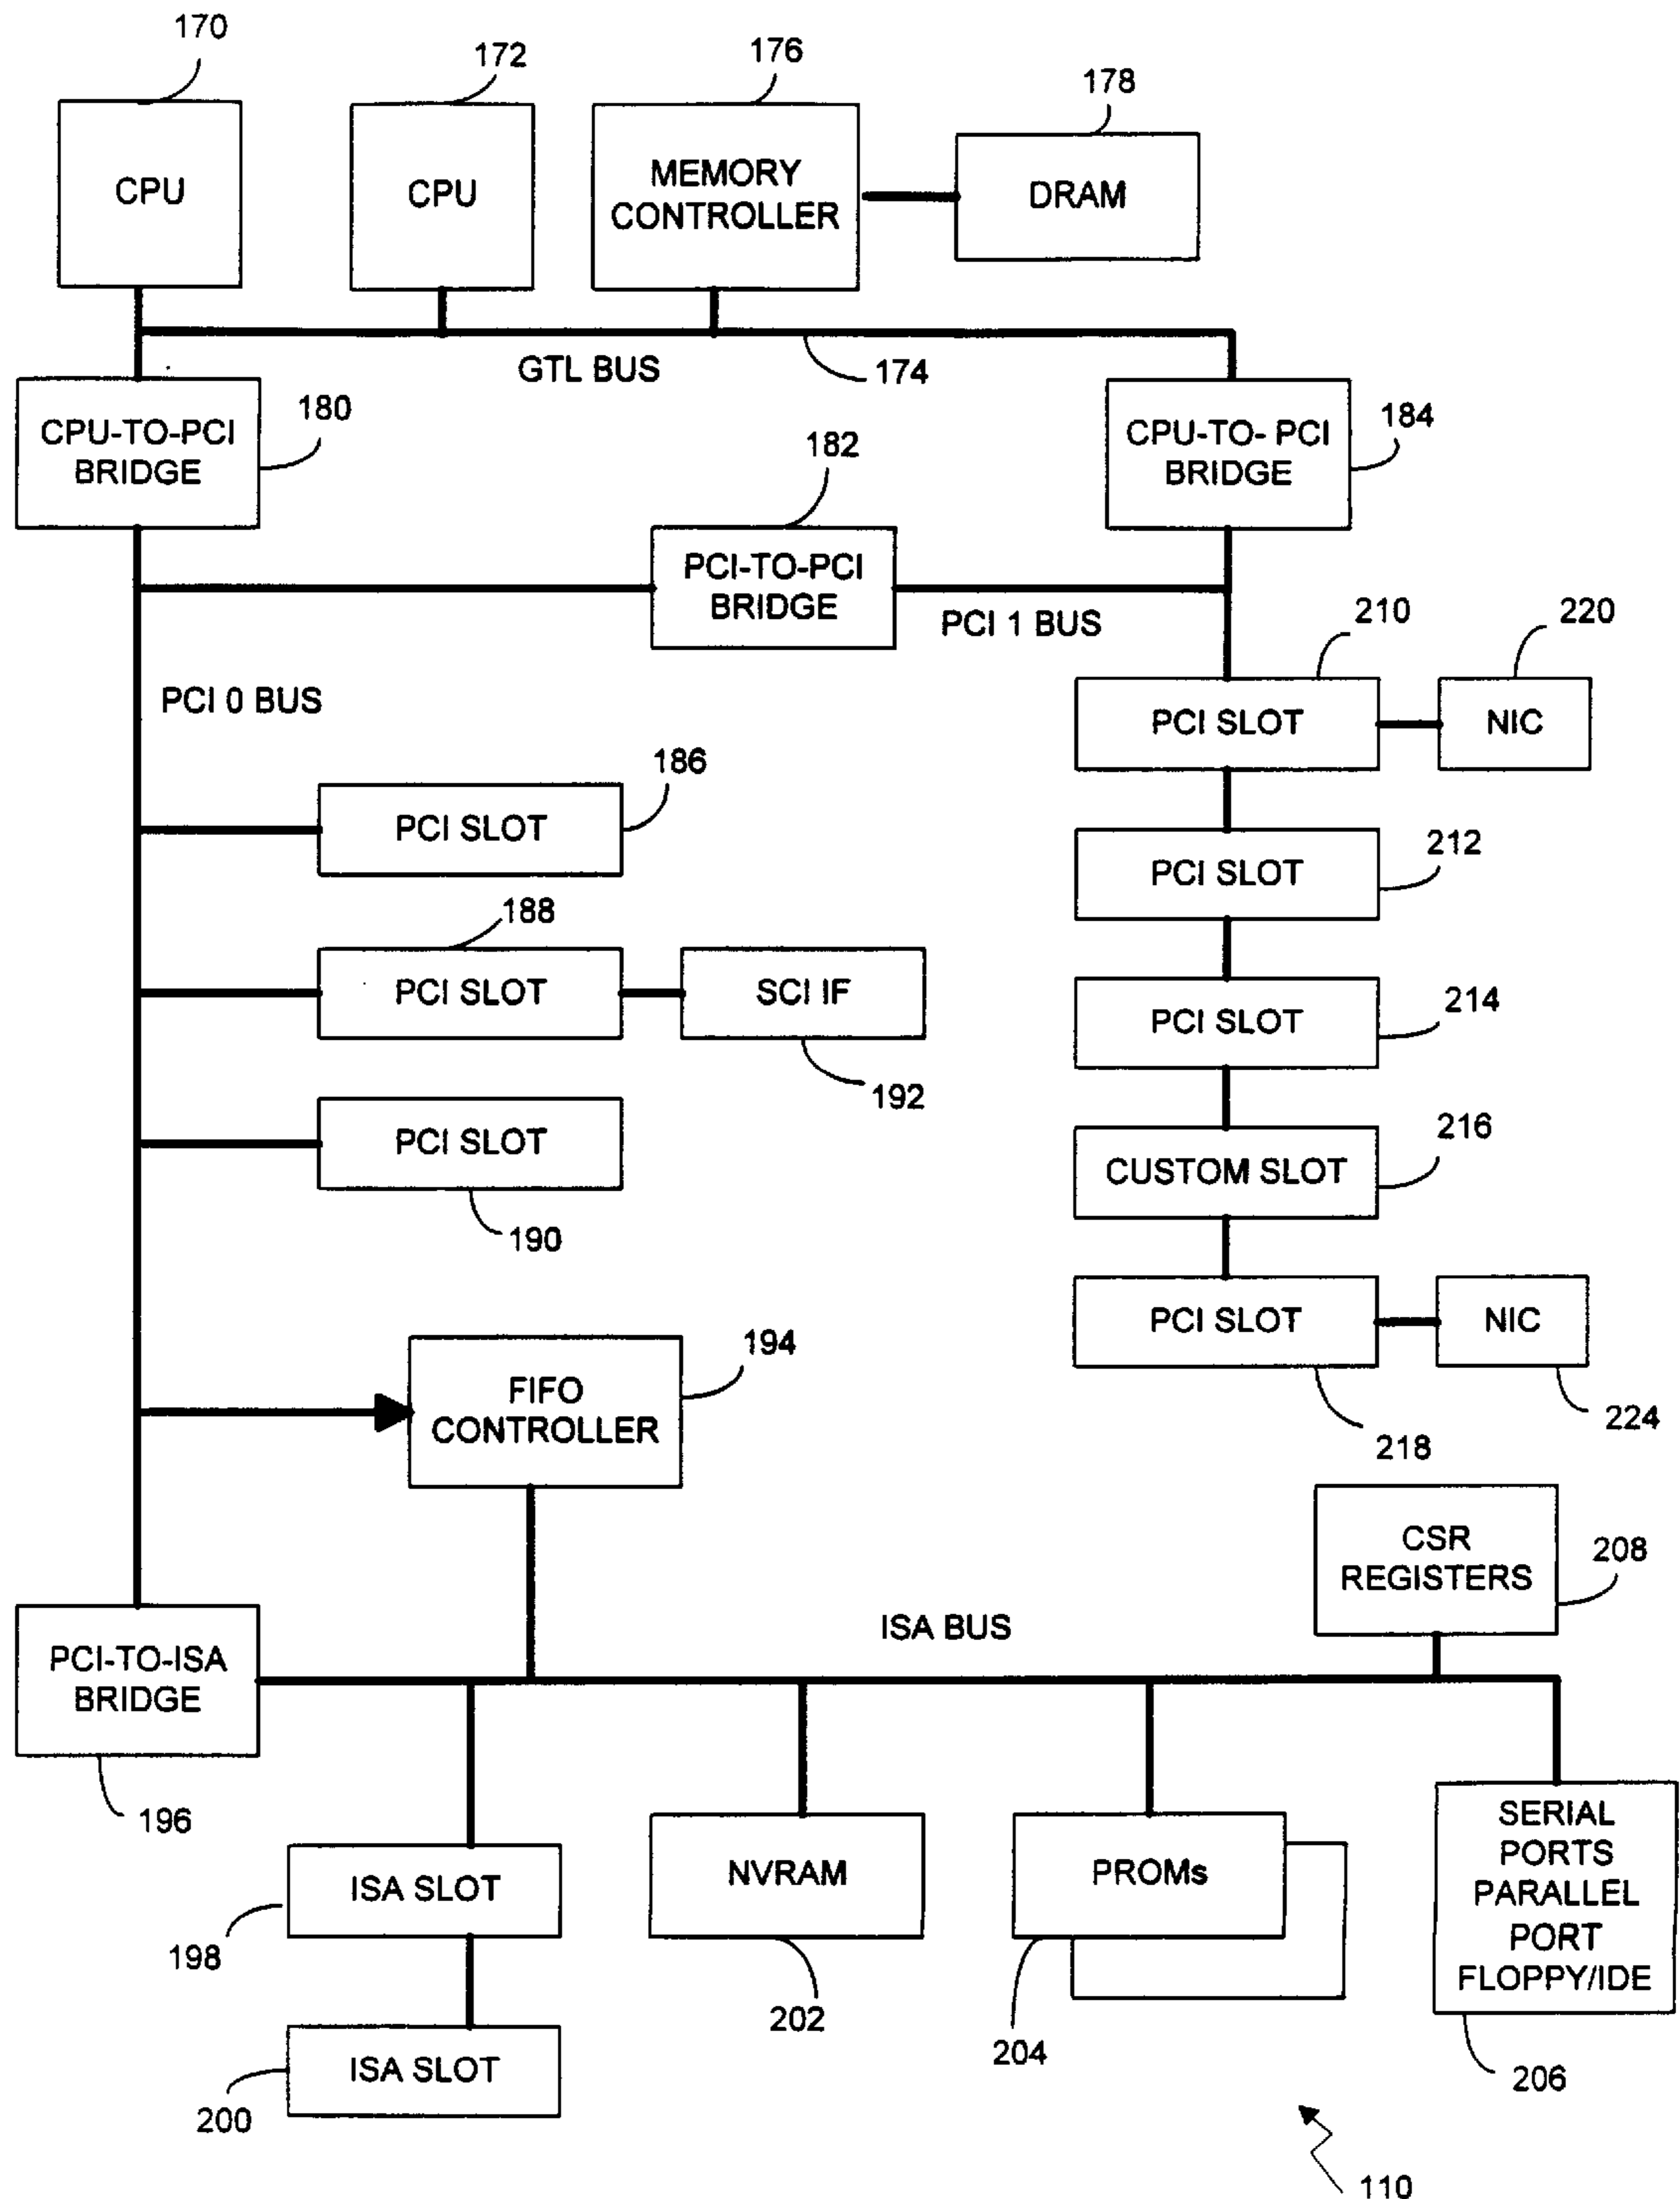 170
172
176
178
CPU
CPU
MEMORY
CONTROLLER
DRAM
GTL BUS
174
CPU-TO-PCI
BRIDGE
180
182
CPU-TO- PCI
BRIDGE
184
PCI-TO-PCI
BRIDGE
PCI 1 BUS
210
220
PCI 0 BUS
PCI SLOT
NIC
186
PCI SLOT
212
PCI SLOT
188
PCI SLOT
SCI IF
192
214
PCI SLOT
PCI SLOT
190
216
CUSTOM SLOT
194
FIFO
CONTROLLER
PCI SLOT
NIC
218
224
CSR
REGISTERS
208
ISA BUS
PCI-TO-ISA
BRIDGE
196
ISA SLOT
198
NVRAM
202
PROMs
204
SERIAL
PORTS
PARALLEL
PORT
FLOPPY/IDE
206
ISA SLOT
200
110